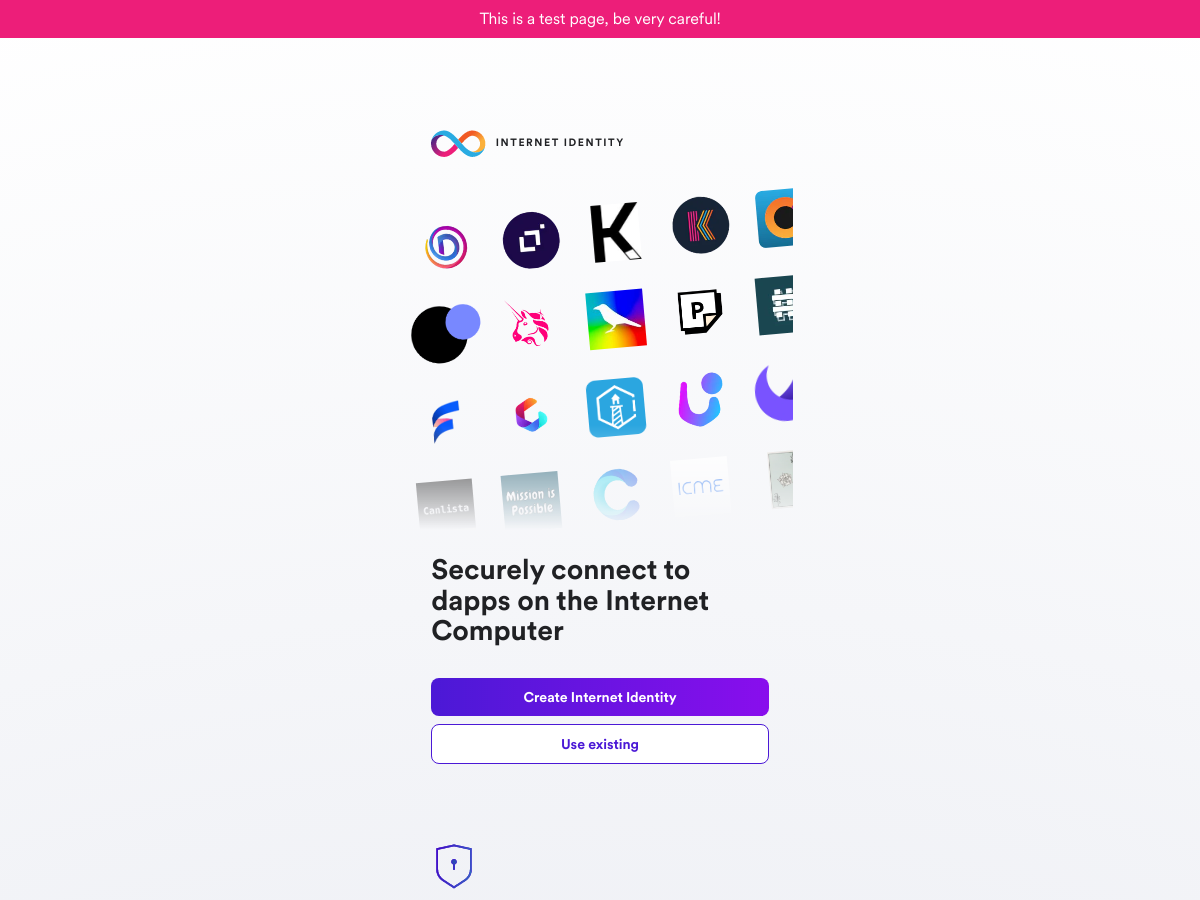 This is a test page, be very careful!
INTERNET IDENTITY
K
P
CanIista
Mission is
Possible
ICME
Securely connect to
dapps on the Internet
Computer
Create Internet Identity
Use existing